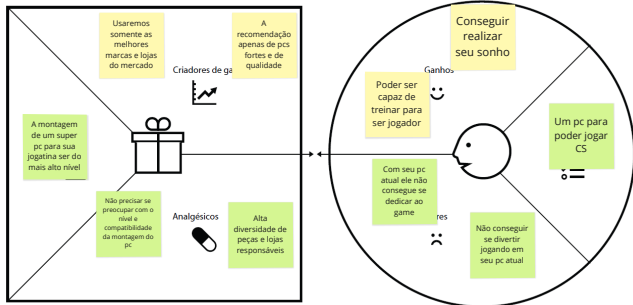 Usaremos
somente as
melhores
marcas e lojas
do mercado
A
recomendação
apenas de pcs
fortes e de
qualidade
Criadores de ga
A montagem
de um super
pc para sua
jogatina ser do
mais alto nível
Não precisar se
preocupar com o
nível e
compatibilidade
da montagem do
pc
Analgésicos
Alta
diversidade de
peças e lojas
responsáveis
Conseguir
realizar
seu sonho
Ganhos
Poder ser
capaz de
treinar para
ser jogador
Um pc para
poder jogar
CS
Com seu pc
atual ele não
consegue se
dedicar ao
game
res
Não conseguir
se divertir
jogando em
seu pc atual